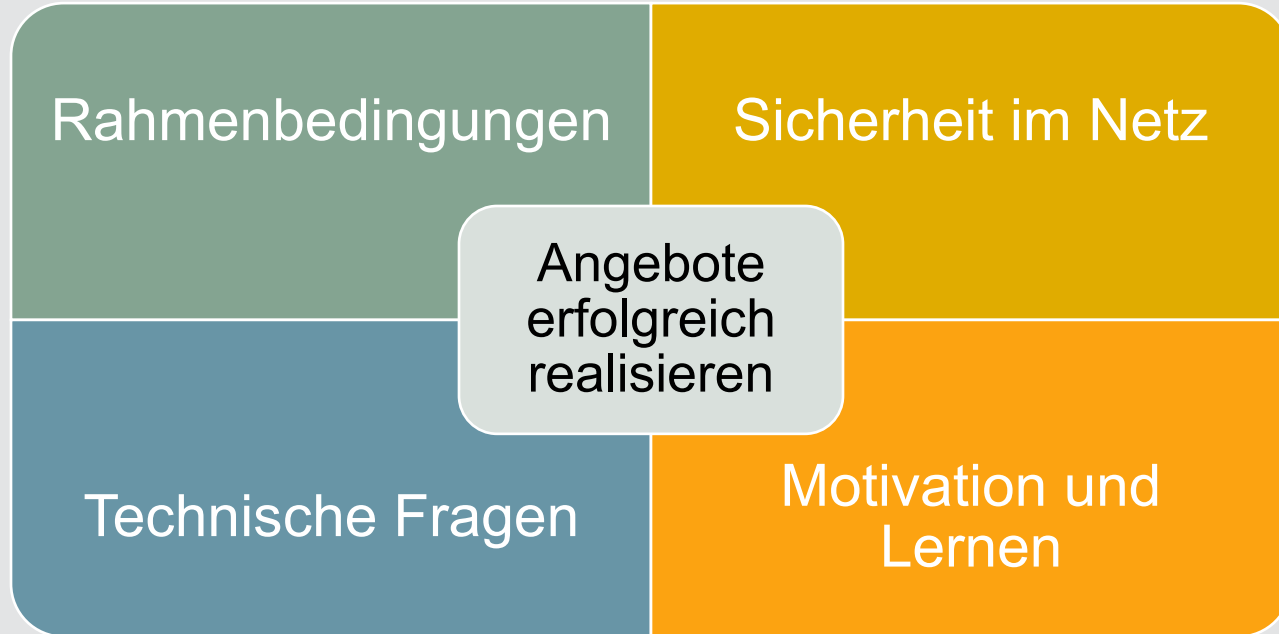 Rahmenbedingungen
Sicherheit im Netz
Angebote
erfolgreich
realisieren
Technische Fragen
Motivation und
Lernen